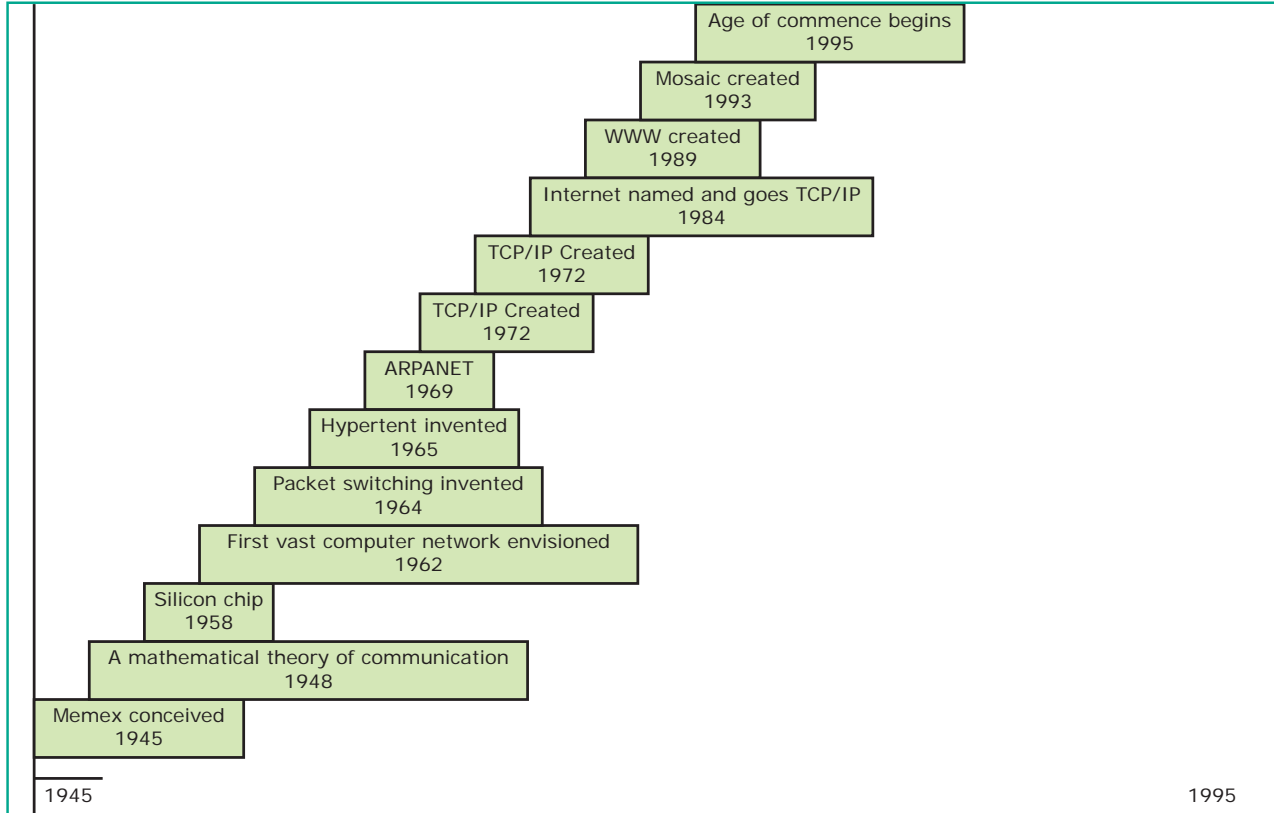 Age of commence begins
1995
Mosaic created
1993
WWW created
1989
Internet named and goes TCP/IP
1984
TCP/IP Created
1972
TCP/IP Created
1972
ARPANET
1969
Hypertent invented
1965
Packet switching invented
1964
First vast computer network envisioned
1962
Silicon chip
1958
A mathematical theory of communication
1948
Memex conceived
1945
1945
1995